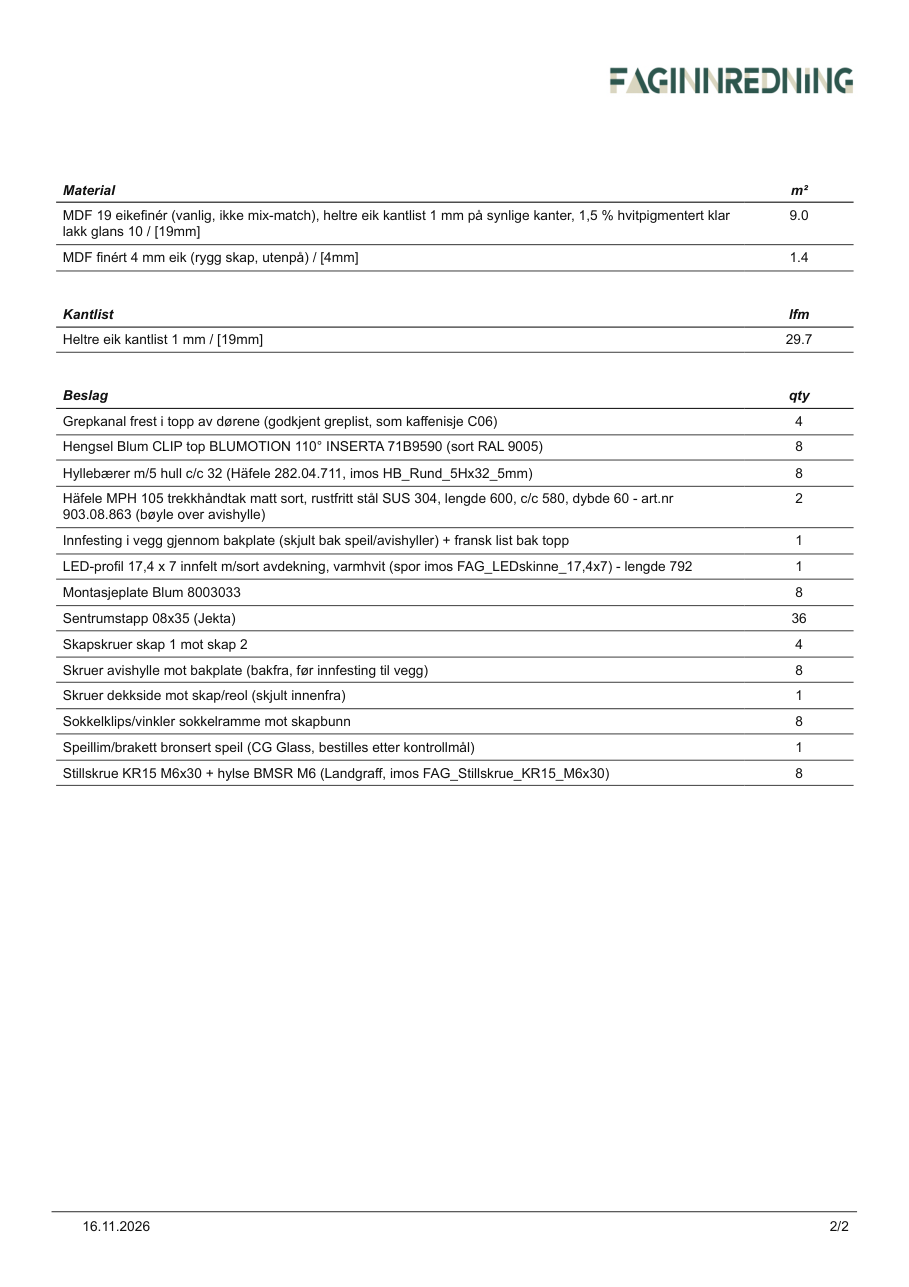 FAGINNREDNING
Material m²
MDF 19 eikefinér (vanlig, ikke mix-match), heltre eik kantlist 1 mm på synlige kanter, 1,5 % hvitpigmentert klar 9.0
lakk glans 10 / [19mm]
MDF finért 4 mm eik (rygg skap, utenpå) / [4mm] 1.4
Kantlist lfm
Heltre eik kantlist 1 mm / [19mm] 29.7
Beslag qty
Grepkanal frest i topp av dørene (godkjent greplist, som kaffenisje C06) 4
Hengsel Blum CLIP top BLUMOTION 110° INSERTA 71B9590 (sort RAL 9005) 8
Hyllebærer m/5 hull c/c 32 (Häfele 282.04.711, imos HB_Rund_5Hx32_5mm) 8
Häfele MPH 105 trekkhåndtak matt sort, rustfritt stål SUS 304, lengde 600, c/c 580, dybde 60 - art.nr 2
903.08.863 (bøyle over avishylle)
Innfesting i vegg gjennom bakplate (skjult bak speil/avishyller) + fransk list bak topp 1
LED-profil 17,4 x 7 innfelt m/sort avdekning, varmhvit (spor imos FAG_LEDskinne_17,4x7) - lengde 792 1
Montasjeplate Blum 8003033 8
Sentrumstapp 08x35 (Jekta) 36
Skapskruer skap 1 mot skap 2 4
Skruer avishylle mot bakplate (bakfra, før innfesting til vegg) 8
Skruer dekkside mot skap/reol (skjult innenfra) 1
Sokkelklips/vinkler sokkelramme mot skapbunn 8
Speillim/brakett bronsert speil (CG Glass, bestilles etter kontrollmål) 1
Stillskrue KR15 M6x30 + hylse BMSR M6 (Landgraff, imos FAG_Stillskrue_KR15_M6x30) 8
16.11.2026 2/2